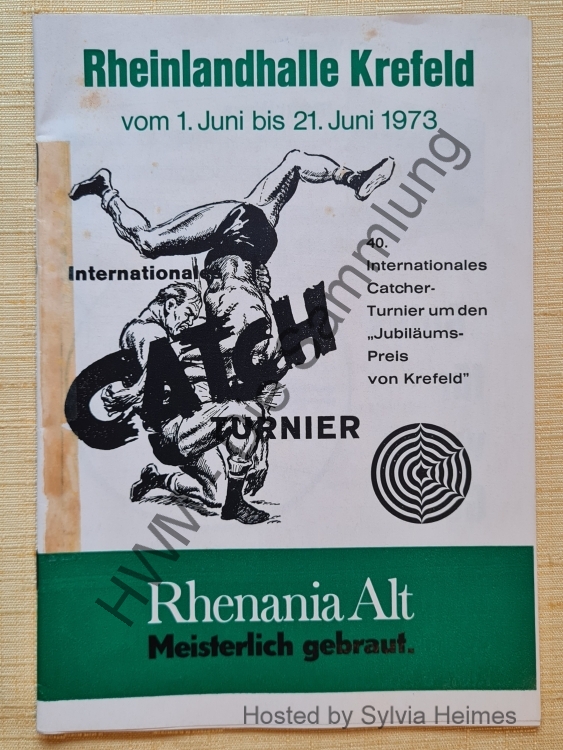 Rheinlandhalle Krefeld
vom 1. Juni bis 21. Juni 1973
Internationales
CATCH
TURNIER
40.
Internationales
Catcher-
Turnier um den
„Jubiläums-
Preis
von Krefeld"
Rhenania Alt
Meisterlich gebraut.
Sammlung
Hosted by Sylvia Heimes